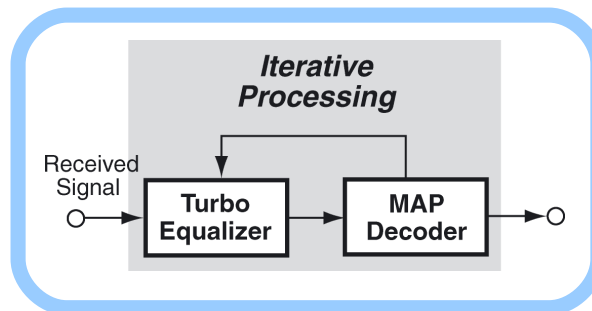 Iterative
Processing
Received
Signal
Turbo
Equalizer
MAP
Decoder